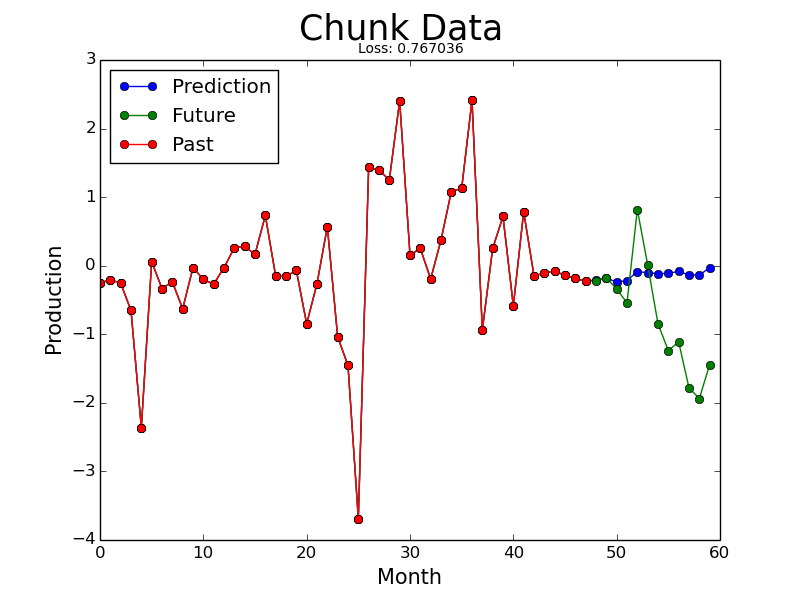 Chunk Data
Loss: 0.767036
3
2
1
0
−1
−2
−3
−4
Prediction
Future
Past
Production
0 10 20 30 40 50 60
Month